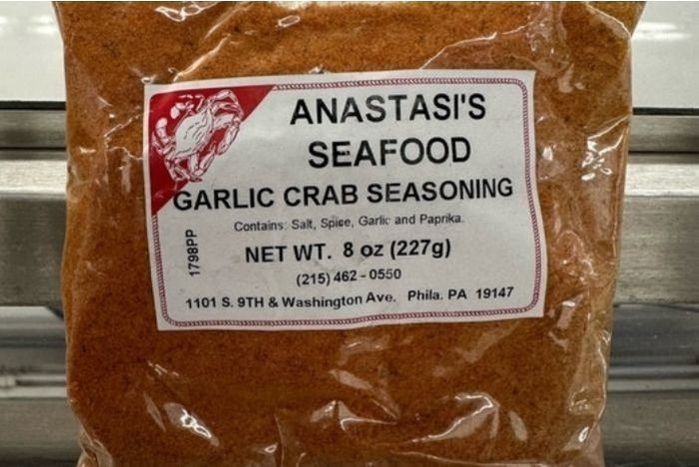 ANASTASI'S
SEAFOOD
GARLIC CRAB SEASONING
Contains: Salt, Spice, Garlic and Paprika.
1798PP
NET WT. 8 oz (227g)
(215) 462-0550
1101 S. 9TH & Washington Ave. Phila. PA 19147